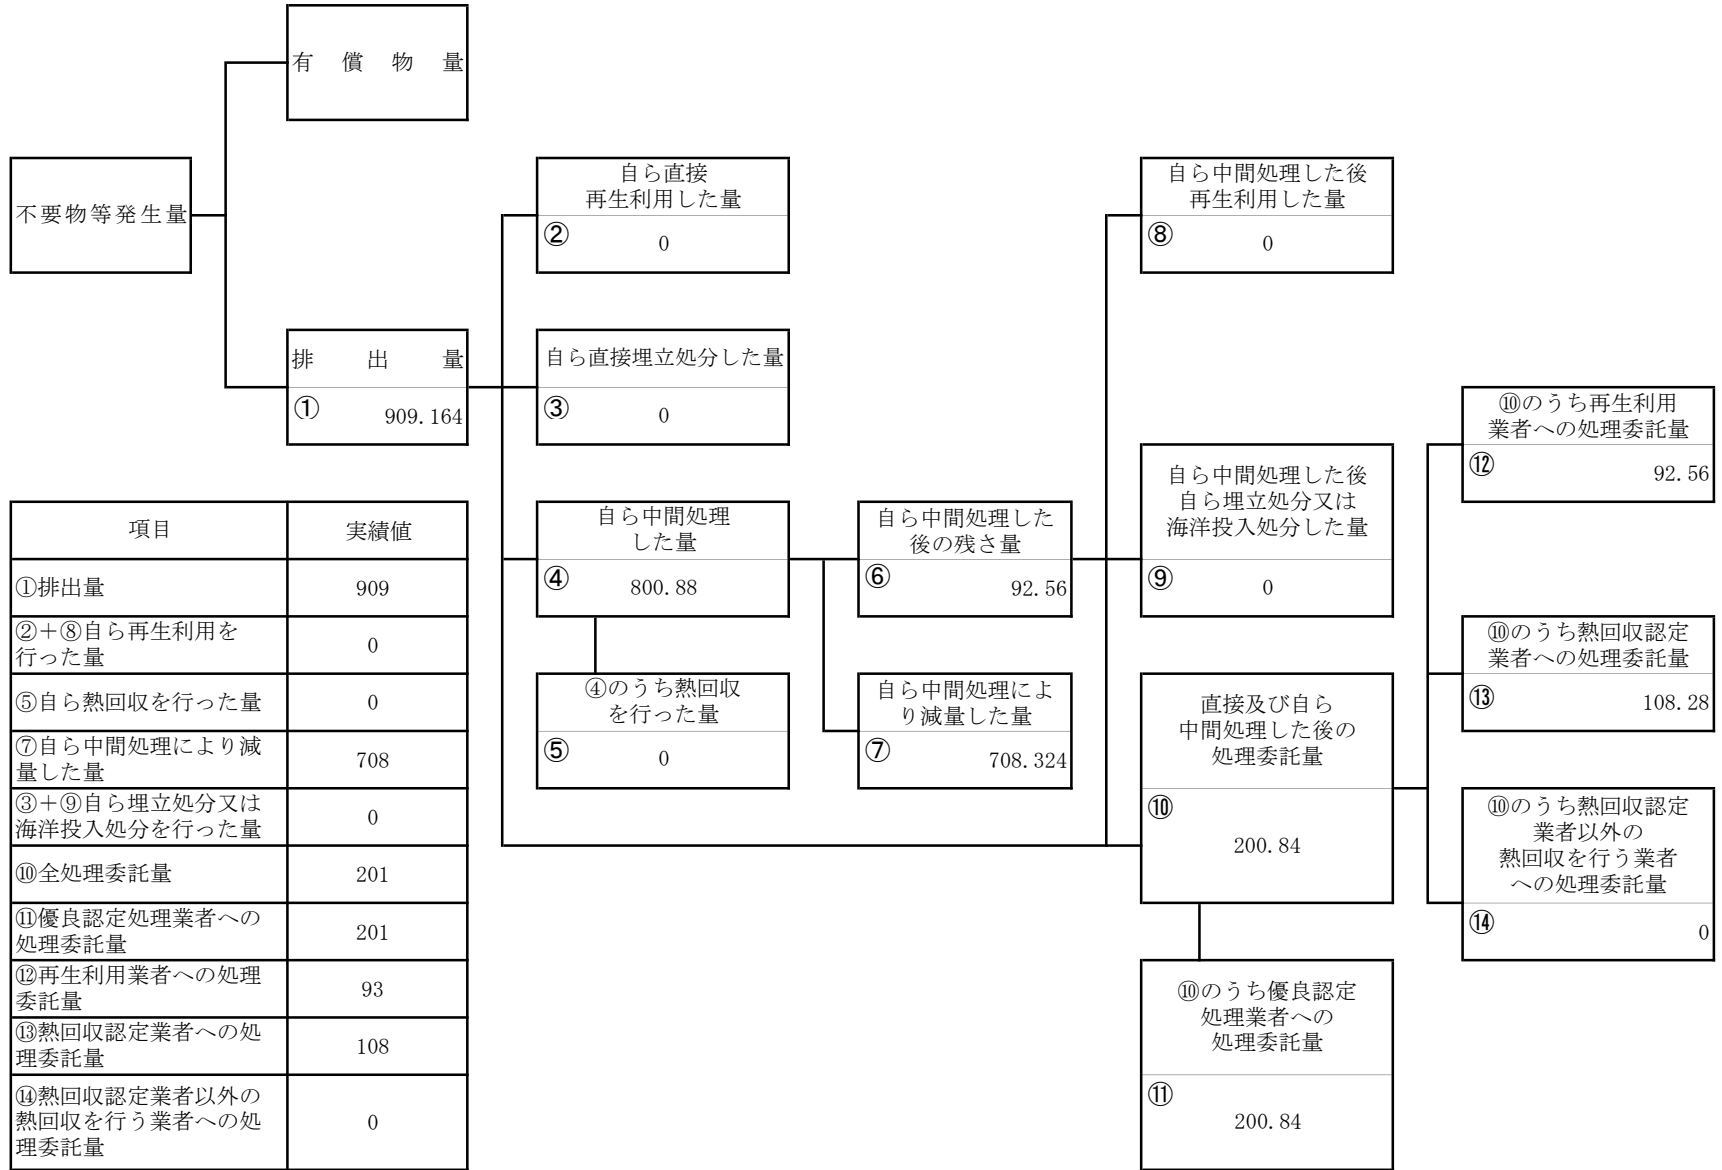 有償物量
不要物等発生量
排出量
① 909.164
自ら直接
再生利用した量
② 0
自ら直接埋立処分した量
③ 0
自ら中間処理
した量
④ 800.88
④のうち熱回収
を行った量
⑤ 0
自ら中間処理した
後の残さ量
⑥ 92.56
自ら中間処理によ
り減量した量
⑦ 708.324
自ら中間処理した後
再生利用した量
⑧ 0
自ら中間処理した後
自ら埋立処分又は
海洋投入処分した量
⑨ 0
直接及び自ら
中間処理した後の
処理委託量
⑩
200.84
⑩のうち優良認定
処理業者への
処理委託量
⑪
200.84
⑩のうち再生利用
業者への処理委託量
⑫ 92.56
⑩のうち熱回収認定
業者への処理委託量
⑬ 108.28
⑩のうち熱回収認定
業者以外の
熱回収を行う業者
への処理委託量
⑭ 0
項目 実績値
①排出量 909
②+⑧自ら再生利用を
行った量 0
⑤自ら熱回収を行った量 0
⑦自ら中間処理により減
量した量 708
③+⑨自ら埋立処分又は
海洋投入処分を行った量 0
⑩全処理委託量 201
⑪優良認定処理業者への
処理委託量 201
⑫再生利用業者への処理
委託量 93
⑬熱回収認定業者への処
理委託量 108
⑭熱回収認定業者以外の
熱回収を行う業者への処
理委託量 0